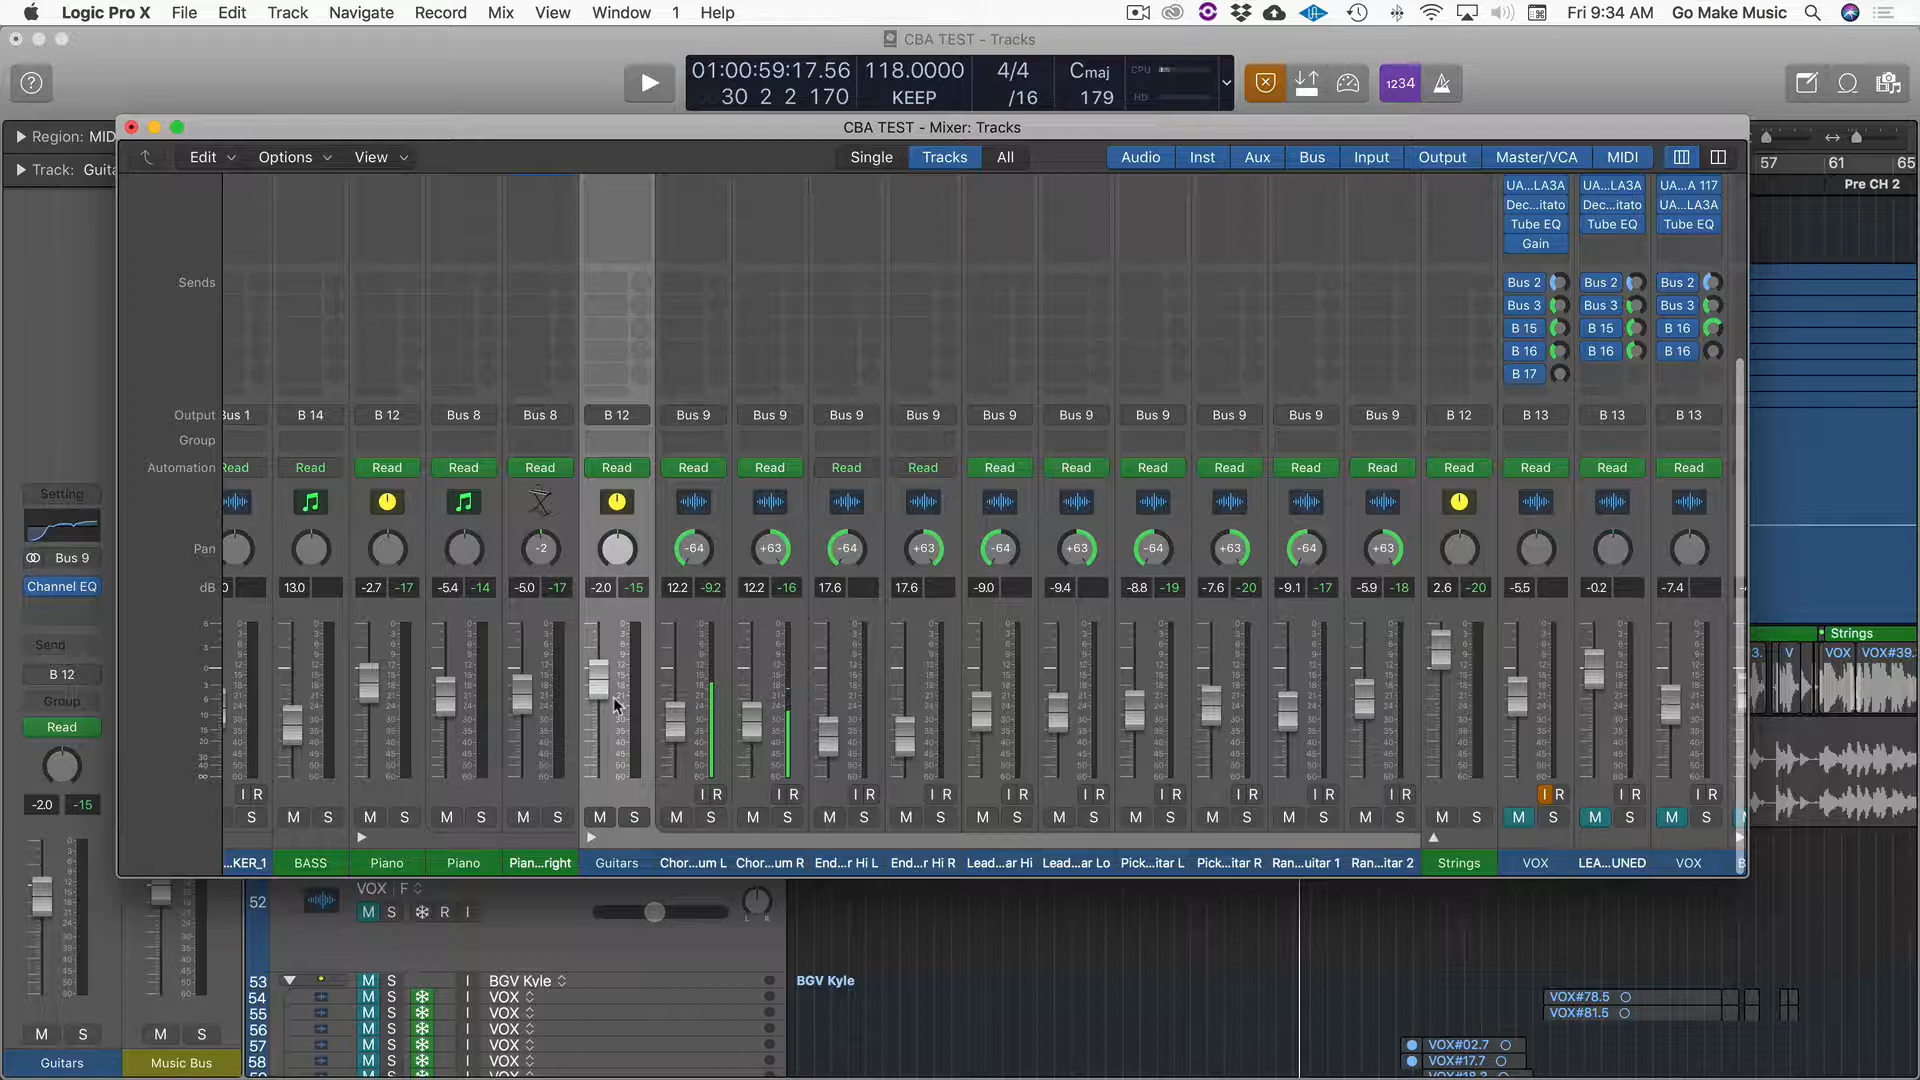 Logic Pro X File Edit Track Navigate Record Mix View Window 1 Help Fri 9:34 AM Go Make Music
CBA TEST - Tracks
01:00:59:17.56 118.0000 4/4 Cmaj CPU
30 2 2 170 KEEP /16 179 HD
1234
CBA TEST - Mixer: Tracks
Region: MID
Track: Guita
Edit Options View Single Tracks All Audio Inst Aux Bus Input Output Master/VCA MIDI
57 61 65
Pre CH 2
UA...LA3A UA...LA3A UA...A 117
Dec...itato Dec...itato UA...LA3A
Tube EQ Tube EQ Tube EQ
Gain
Sends Bus 2 Bus 2 Bus 2
Bus 3 Bus 3 Bus 3
B 15 B 15 B 16
B 16 B 16 B 16
B 17
Output Bus 1 B 14 B 12 Bus 8 Bus 8 B 12 Bus 9 Bus 9 Bus 9 Bus 9 Bus 9 Bus 9 Bus 9 Bus 9 Bus 9 Bus 9 B 12 B 13 B 13 B 13
Group
Automation Read Read Read Read Read Read Read Read Read Read Read Read Read Read Read Read Read Read Read Read
Pan -2 -64 +63 -64 +63 -64 +63 -64 +63 -64 +63
dB 0 13.0 -2.7 -17 -5.4 -14 -5.0 -17 -2.0 -15 12.2 -9.2 12.2 -16 17.6 17.6 -9.0 -9.4 -8.8 -19 -7.6 -20 -9.1 -17 -5.9 -18 2.6 -20 -5.5 -0.2 -7.4
I R I R I R I R I R I R I R I R I R I R I R I R I R I R
S M S M S M S M S M S M S M S M S M S M S M S M S M S M S M S M S M S M S M S
...KER_1 BASS Piano Piano Pian...right Guitars Chor...um L Chor...um R End...r Hi L End...r Hi R Lead...ar Hi Lead...ar Lo Pick...itar L Pick...itar R Ran...uitar 1 Ran...itar 2 Strings VOX LEA...UNED VOX B
Setting
Bus 9
Channel EQ
Send
B 12
Group
Read
-2.0 -15
M S M S
Guitars Music Bus
Strings
3. V VOX VOX#39.
52 VOX F
M S R I
L R
53 M S I BGV Kyle BGV Kyle
54 M S I VOX VOX#78.5
55 M S I VOX VOX#81.5
56 M S I VOX
57 M S I VOX VOX#02.7
58 M S I VOX VOX#17.7